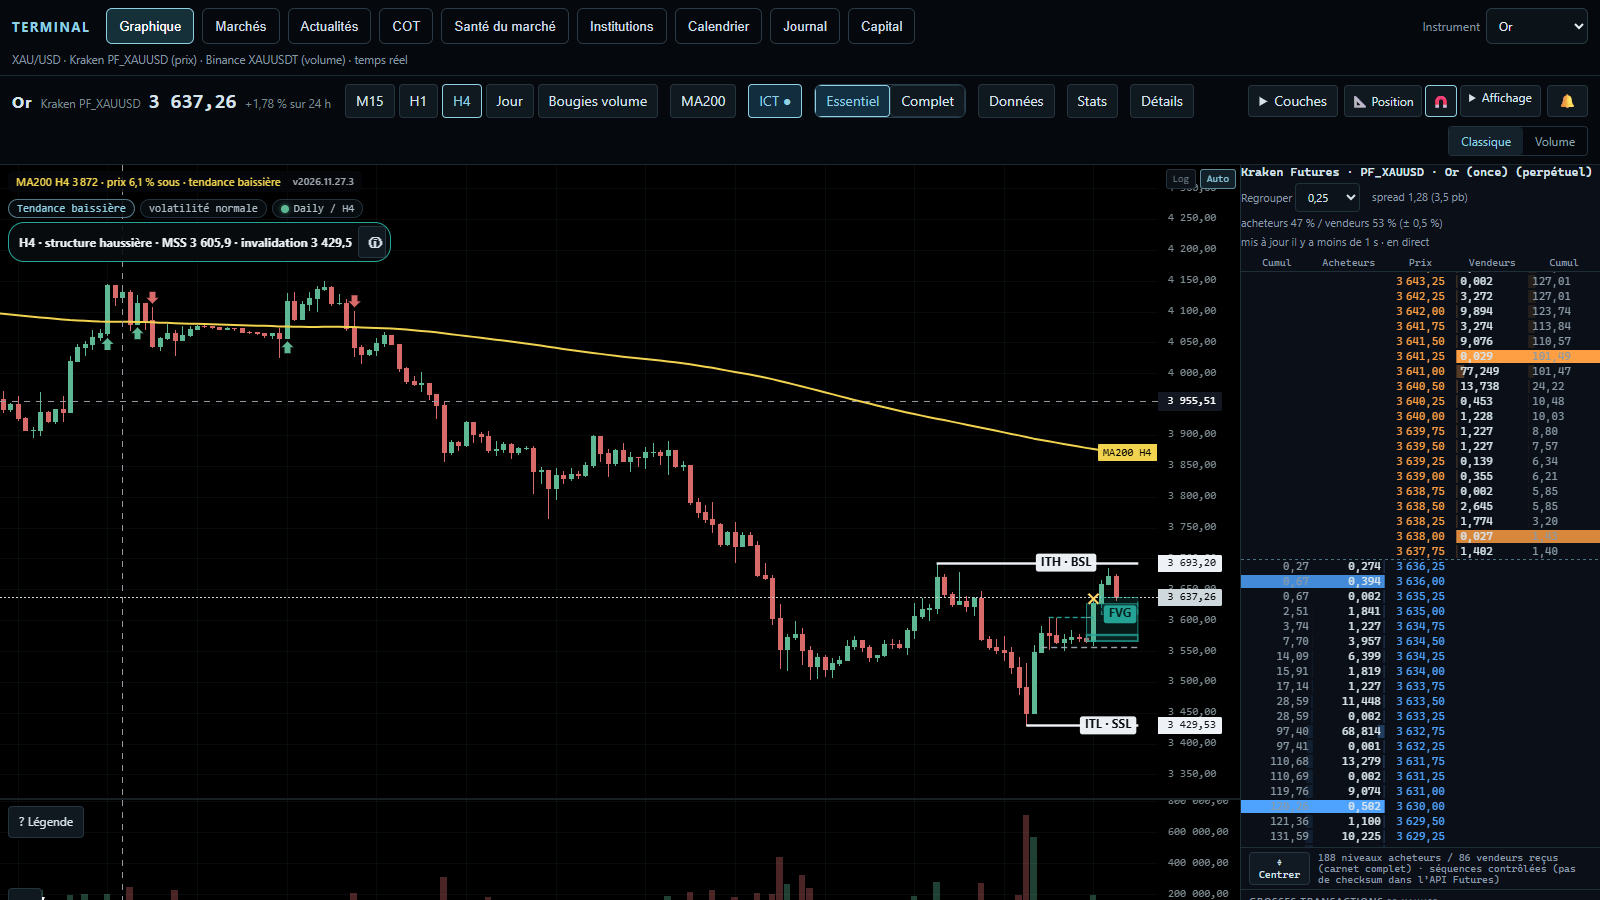 TERMINAL Graphique Marchés Actualités COT Santé du marché Institutions Calendrier Journal Capital Instrument Or
XAU/USD · Kraken PF_XAUUSD (prix) · Binance XAUUSDT (volume) · temps réel
Or Kraken PF_XAUUSD 3 637,26 +1,78 % sur 24 h M15 H1 H4 Jour Bougies volume MA200 ICT ● Essentiel Complet Données Stats Détails ▶ Couches Position ▶ Affichage
Classique Volume
MA200 H4 3 872 · prix 6,1 % sous · tendance baissière v2026.11.27.3
Tendance baissière volatilité normale Daily / H4
H4 · structure haussière · MSS 3 605,9 · invalidation 3 429,5
Log Auto
4 250,00
4 200,00
4 150,00
4 100,00
4 050,00
4 000,00
3 955,51
3 900,00
MA200 H4
3 850,00
3 800,00
3 750,00
ITH · BSL 3 693,20
3 637,26
FVG 3 600,00
3 550,00
3 500,00
3 450,00
ITL · SSL 3 429,53
3 400,00
3 350,00
? Légende
800 000,00
600 000,00
400 000,00
200 000,00
Kraken Futures · PF_XAUUSD · Or (once) (perpétuel)
Regrouper 0,25 spread 1,28 (3,5 pb)
acheteurs 47 % / vendeurs 53 % (± 0,5 %)
mis à jour il y a moins de 1 s · en direct
Cumul Acheteurs Prix Vendeurs Cumul
3 643,25 0,002 127,01
3 642,25 3,272 127,01
3 642,00 9,894 123,74
3 641,75 3,274 113,84
3 641,50 9,076 110,57
3 641,25 0,029 101,49
3 641,00 77,249 101,47
3 640,50 13,738 24,22
3 640,25 0,453 10,48
3 640,00 1,228 10,03
3 639,75 1,227 8,80
3 639,50 1,227 7,57
3 639,25 0,139 6,34
3 639,00 0,355 6,21
3 638,75 0,002 5,85
3 638,50 2,645 5,85
3 638,25 1,774 3,20
3 638,00 0,027
3 637,75 1,402 1,40
0,27 0,274 3 636,25
0,67 0,394 3 636,00
0,67 0,002 3 635,25
2,51 1,841 3 635,00
3,74 1,227 3 634,75
7,70 3,957 3 634,50
14,09 6,399 3 634,25
15,91 1,819 3 634,00
17,14 1,227 3 633,75
28,59 11,448 3 633,50
28,59 0,002 3 633,25
97,40 68,814 3 632,75
97,41 0,001 3 632,25
110,68 13,279 3 631,75
110,69 0,002 3 631,25
119,76 9,074 3 631,00
0,502 3 630,00
121,36 1,100 3 629,50
131,59 10,225 3 629,25
Centrer
188 niveaux acheteurs / 86 vendeurs reçus
(carnet complet) · séquences contrôlées (pas
de checksum dans l'API Futures)